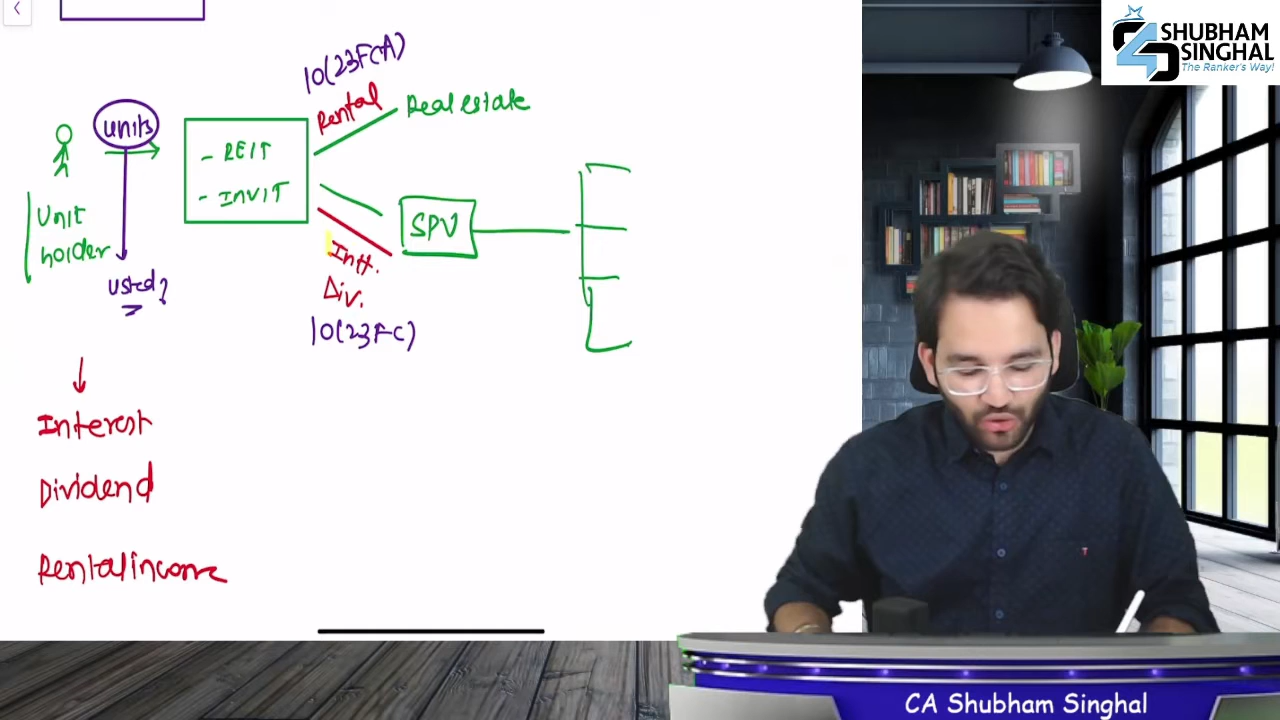 SHUBHAM
SINGHAL
The Ranker's Way!
10(23FCA)
Rental
Real estate
units
- REIT
- INVIT
SPV
Unit
holder
Intt.
Div.
10(23FC)
Interest
Dividend
Rental income
CA Shubham Singhal